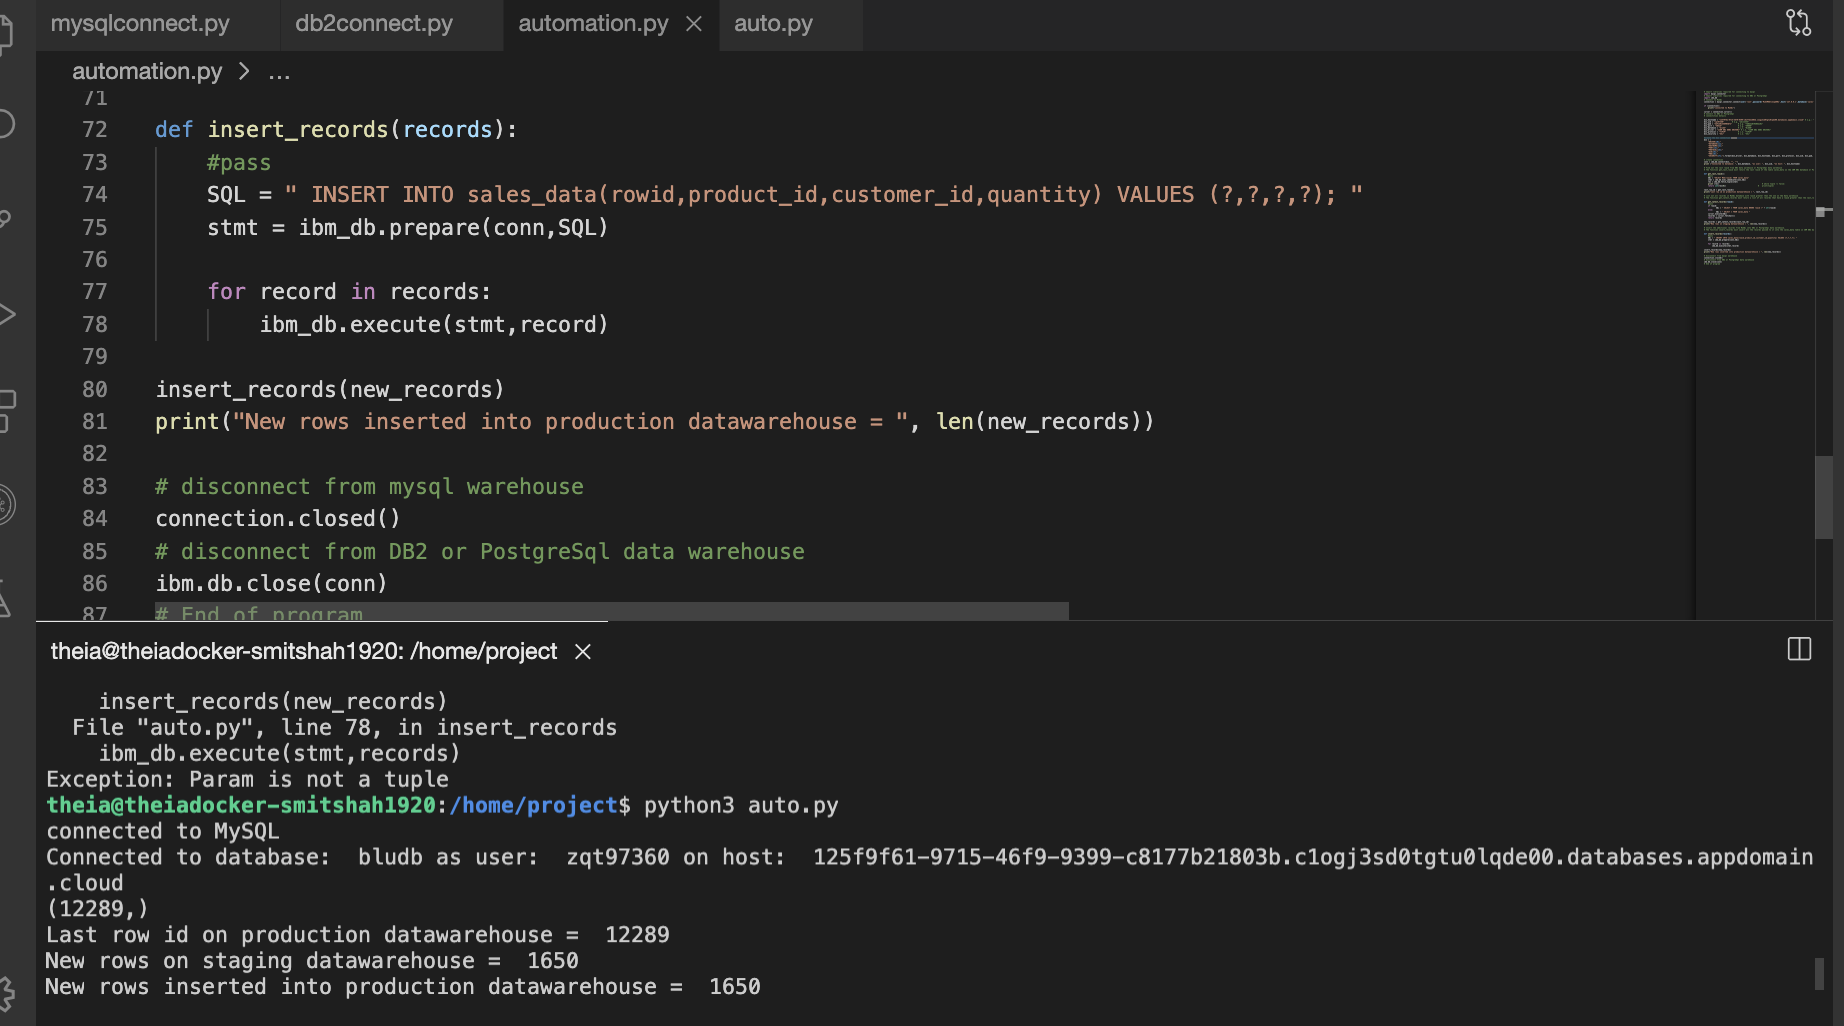 mysqlconnect.py db2connect.py automation.py auto.py
automation.py > ...
71
72 def insert_records(records):
73 #pass
74 SQL = " INSERT INTO sales_data(rowid,product_id,customer_id,quantity) VALUES (?,?,?,?); "
75 stmt = ibm_db.prepare(conn,SQL)
76
77 for record in records:
78 ibm_db.execute(stmt,record)
79
80 insert_records(new_records)
81 print("New rows inserted into production datawarehouse = ", len(new_records))
82
83 # disconnect from mysql warehouse
84 connection.closed()
85 # disconnect from DB2 or PostgreSql data warehouse
86 ibm.db.close(conn)
87 # End of program
theia@theiadocker-smitshah1920: /home/project
insert_records(new_records)
File "auto.py", line 78, in insert_records
ibm_db.execute(stmt,records)
Exception: Param is not a tuple
theia@theiadocker-smitshah1920:/home/project$ python3 auto.py
connected to MySQL
Connected to database:  bludb as user:  zqt97360 on host:  125f9f61-9715-46f9-9399-c8177b21803b.c1ogj3sd0tgtu0lqde00.databases.appdomain
.cloud
(12289,)
Last row id on production datawarehouse =  12289
New rows on staging datawarehouse =  1650
New rows inserted into production datawarehouse =  1650